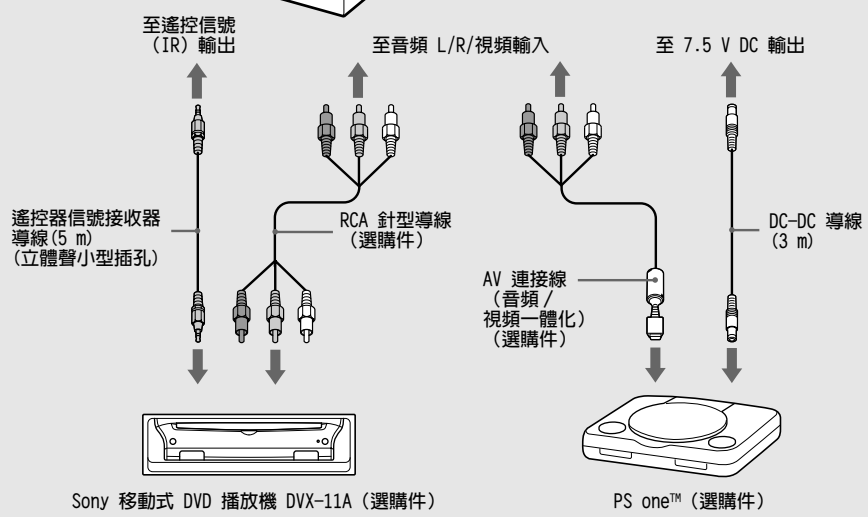 至遙控信號
（IR）輸出
至音頻 L/R/視頻輸入
至 7.5 V DC 輸出
遙控器信號接收器
導線(5 m)
(立體聲小型插孔)
RCA 針型導線
（選購件）
AV 連接線
（音頻 /
視頻一體化）
（選購件）
DC-DC 導線
(3 m)
Sony 移動式 DVD 播放機 DVX-11A（選購件）
PS one™（選購件）